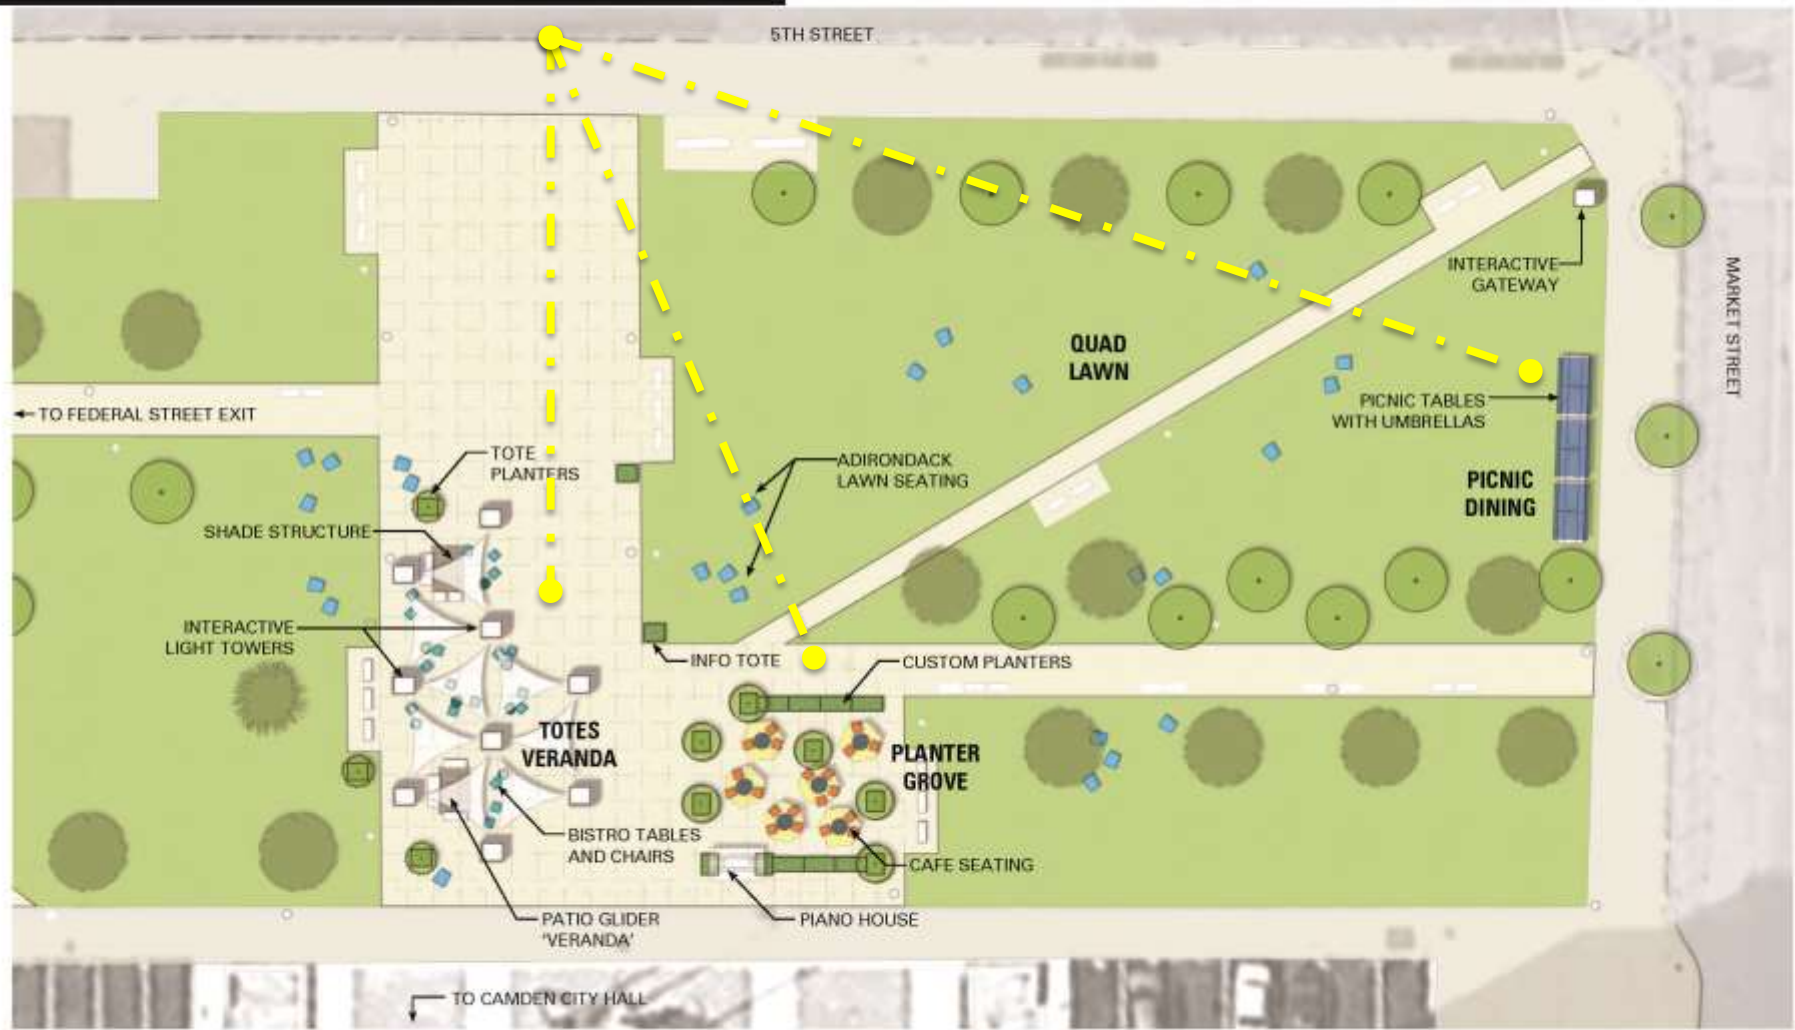 5TH STREET
INTERACTIVE
GATEWAY
MARKET STREET
QUAD
LAWN
PICNIC TABLES
WITH UMBRELLAS
TO FEDERAL STREET EXIT
TOTE
PLANTERS
ADIRONDACK
LAWN SEATING
PICNIC
DINING
SHADE STRUCTURE
INTERACTIVE
LIGHT TOWERS
INFO TOTE
CUSTOM PLANTERS
TOTES
VERANDA
PLANTER
GROVE
BISTRO TABLES
AND CHAIRS
CAFE SEATING
PATIO GLIDER
'VERANDA'
PIANO HOUSE
TO CAMDEN CITY HALL